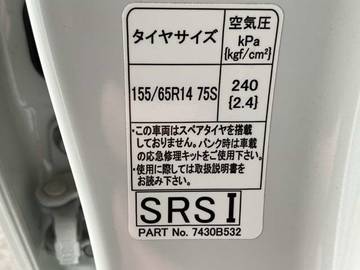 タイヤサイズ
空気圧
kPa
{kgf/cm²}
155/65R14 75S
240
{2.4}
・この車両はスペアタイヤを搭載
しておりません。パンク時は車載
の応急修理キットをご使用下さい。
・使用に際しては取扱説明書を
お読み下さい。
SRS I
PART No. 7430B532